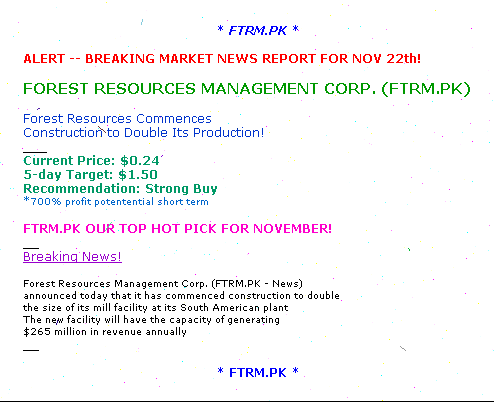 * FTRM.PK *
ALERT -- BREAKING MARKET NEWS REPORT FOR NOV 22th!
FOREST RESOURCES MANAGEMENT CORP. (FTRM.PK)
Forest Resources Commences
Construction to Double Its Production!
Current Price: $0.24
5-day Target: $1.50
Recommendation: Strong Buy
*700% profit potentential short term
FTRM.PK OUR TOP HOT PICK FOR NOVEMBER!
Breaking News!
Forest Resources Management Corp. (FTRM.PK - News)
announced today that it has commenced construction to double
the size of its mill facility at its South American plant
The new facility will have the capacity of generating
$265 million in revenue annually
* FTRM.PK *